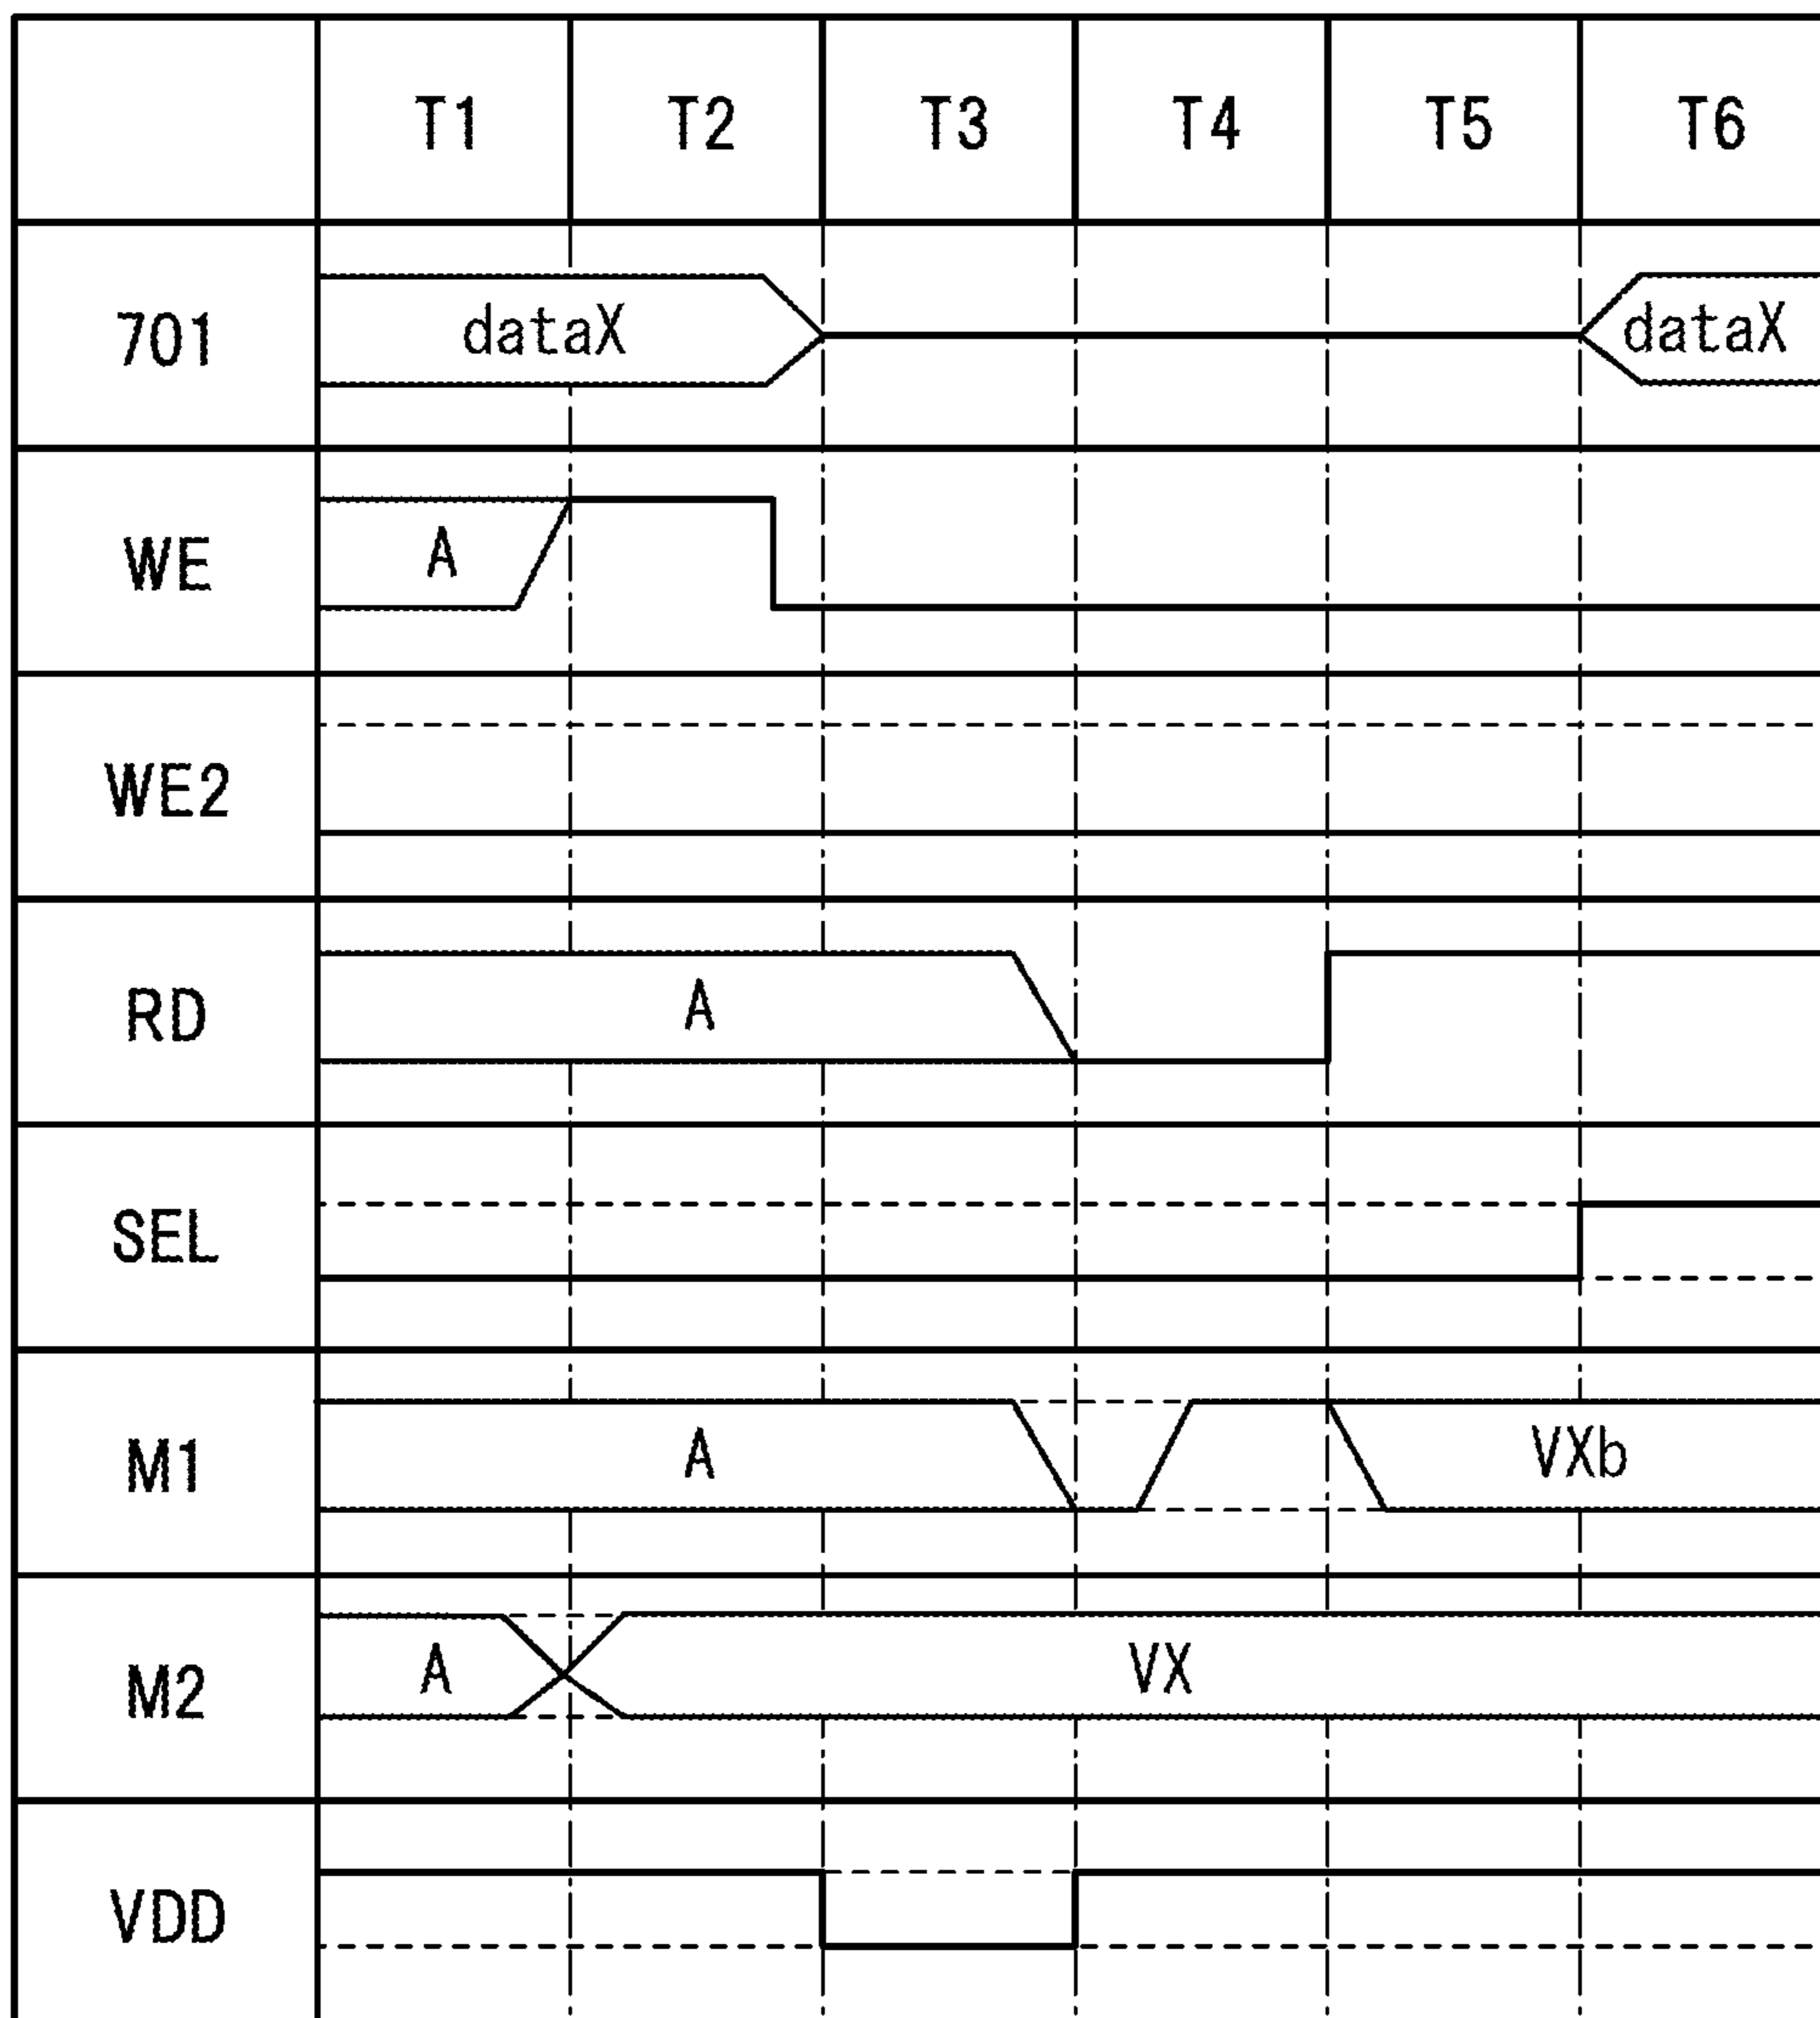 T1 T2 T3 T4 T5 T6
701 dataX dataX
WE A
WE2
RD A
SEL
M1 A VXb
M2 A VX
VDD